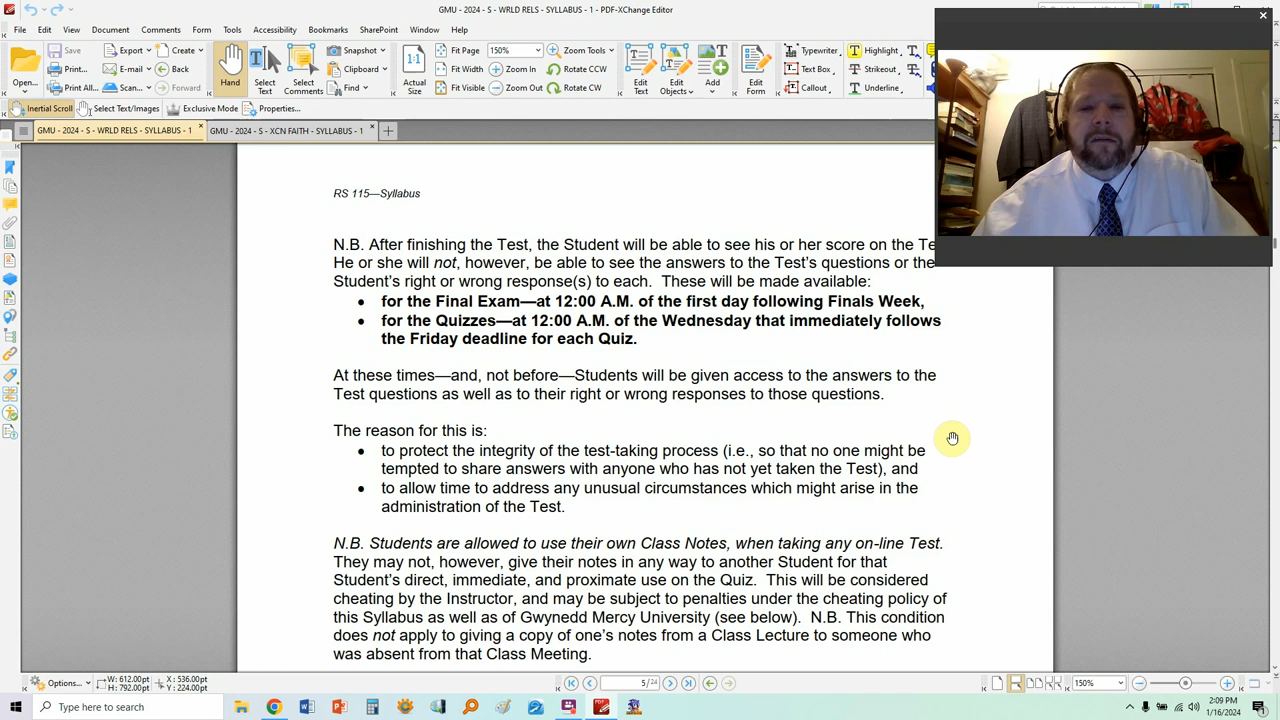 GMU - 2024 - S - WRLD RELS - SYLLABUS - 1 - PDF-XChange Editor
File Edit View Document Comments Form Tools Accessibility Bookmarks SharePoint Organize Window Help
Open... Save Print... Print All... Export E-mail Scan... Create Back Forward Hand Select Text Select Comments Snapshot Clipboard Find Actual Size Fit Page Fit Width Fit Visible 150% Zoom In Zoom Out Zoom Tools Rotate CCW Rotate CW Edit Text Edit Objects Add Edit Form Typewriter Text Box Callout Highlight Strikeout Underline
Inertial Scroll Select Text/Images Exclusive Mode Properties...
GMU - 2024 - S - WRLD RELS - SYLLABUS - 1 GMU - 2024 - S - XCN FAITH - SYLLABUS - 1
RS 115—Syllabus
N.B. After finishing the Test, the Student will be able to see his or her score on the Te
He or she will not, however, be able to see the answers to the Test’s questions or the
Student’s right or wrong response(s) to each. These will be made available:
• for the Final Exam—at 12:00 A.M. of the first day following Finals Week,
• for the Quizzes—at 12:00 A.M. of the Wednesday that immediately follows
the Friday deadline for each Quiz.
At these times—and, not before—Students will be given access to the answers to the
Test questions as well as to their right or wrong responses to those questions.
The reason for this is:
• to protect the integrity of the test-taking process (i.e., so that no one might be
tempted to share answers with anyone who has not yet taken the Test), and
• to allow time to address any unusual circumstances which might arise in the
administration of the Test.
N.B. Students are allowed to use their own Class Notes, when taking any on-line Test.
They may not, however, give their notes in any way to another Student for that
Student’s direct, immediate, and proximate use on the Quiz. This will be considered
cheating by the Instructor, and may be subject to penalties under the cheating policy of
this Syllabus as well as of Gwynedd Mercy University (see below). N.B. This condition
does not apply to giving a copy of one’s notes from a Class Lecture to someone who
was absent from that Class Meeting.
Options... W: 612.00pt H: 792.00pt X: 536.00pt Y: 224.00pt 5/24 150%
Type here to search
2:09 PM
1/16/2024